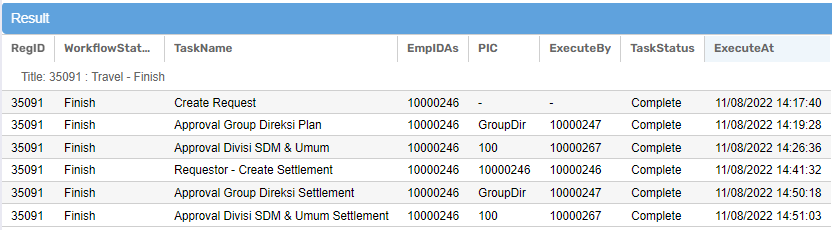 Result
RegID WorkflowStat... TaskName EmpIDAs PIC ExecuteBy TaskStatus ExecuteAt
Title: 35091 : Travel - Finish
35091 Finish Create Request 10000246 - - Complete 11/08/2022 14:17:40
35091 Finish Approval Group Direksi Plan 10000246 GroupDir 10000247 Complete 11/08/2022 14:19:28
35091 Finish Approval Divisi SDM & Umum 10000246 100 10000267 Complete 11/08/2022 14:26:36
35091 Finish Requestor - Create Settlement 10000246 10000246 10000246 Complete 11/08/2022 14:41:32
35091 Finish Approval Group Direksi Settlement 10000246 GroupDir 10000247 Complete 11/08/2022 14:50:18
35091 Finish Approval Divisi SDM & Umum Settlement 10000246 100 10000267 Complete 11/08/2022 14:51:03